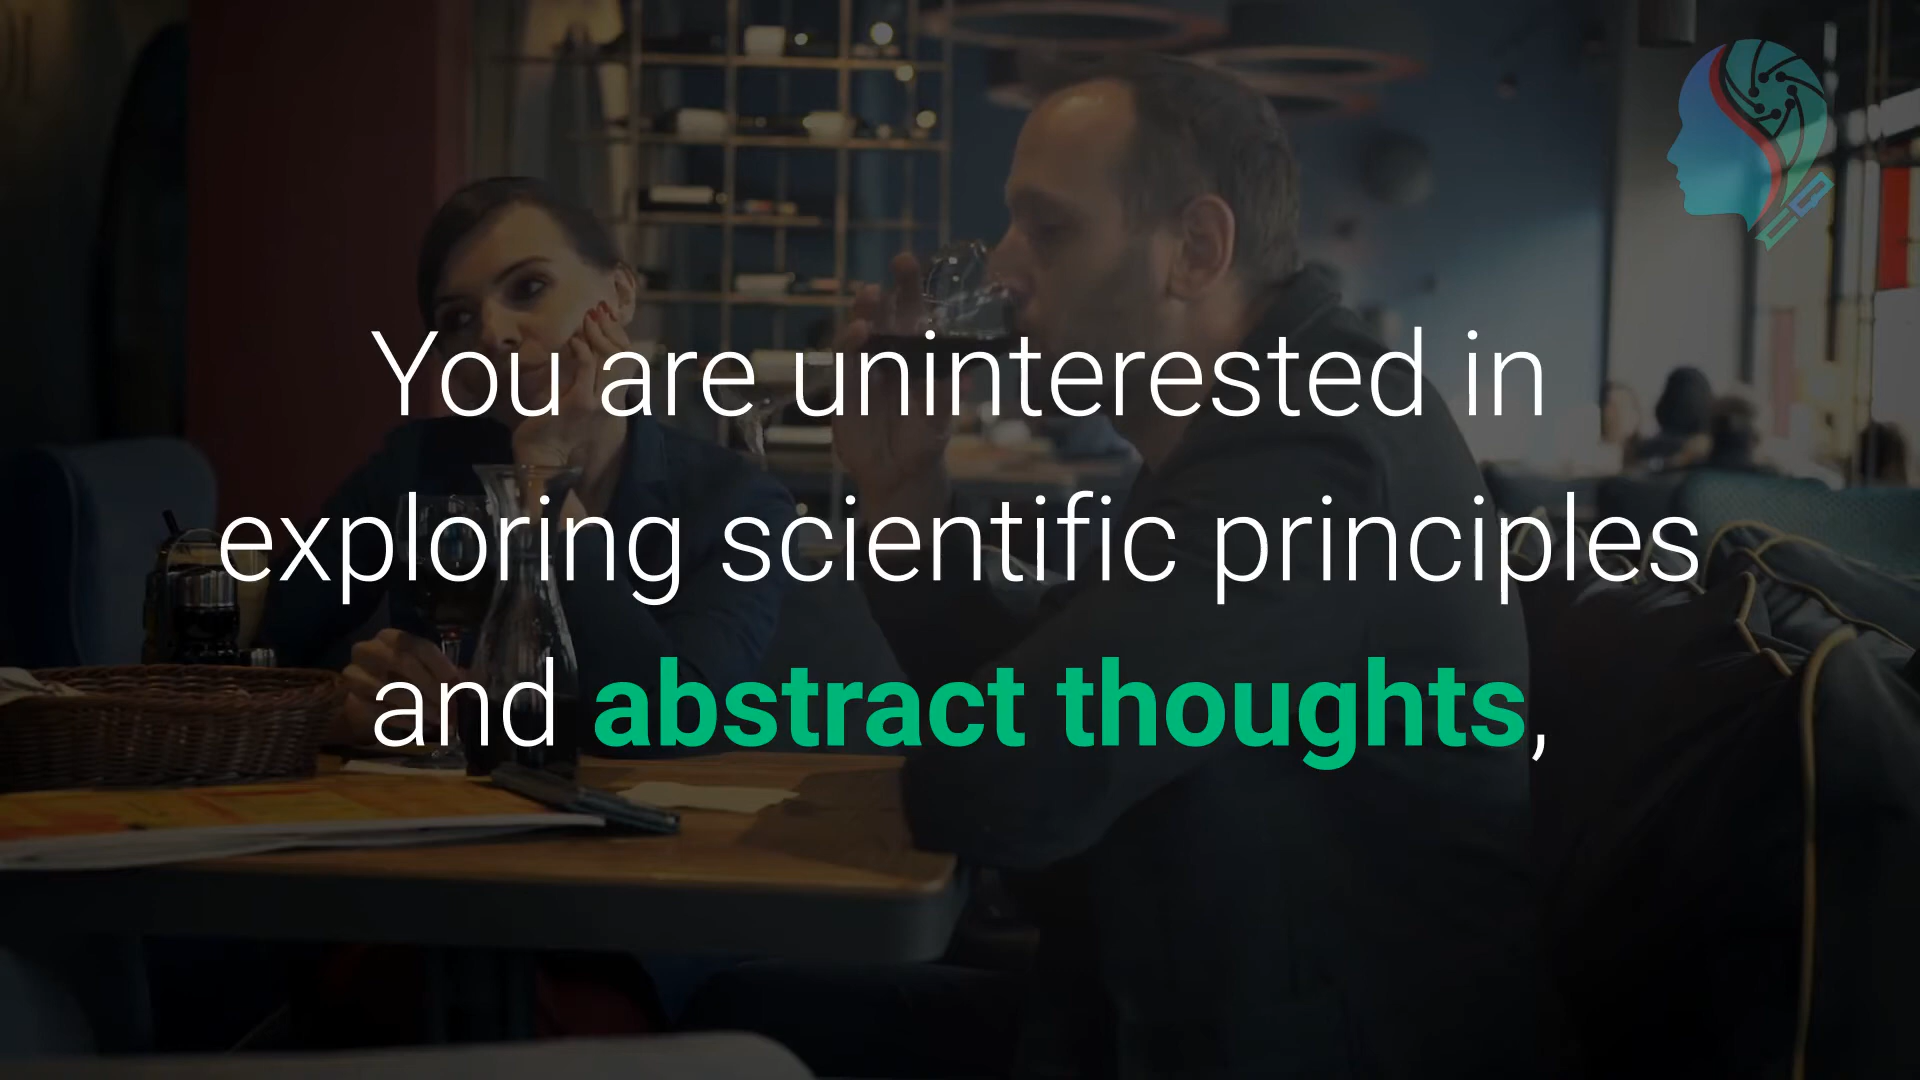 You are uninterested in
exploring scientific principles
and abstract thoughts,